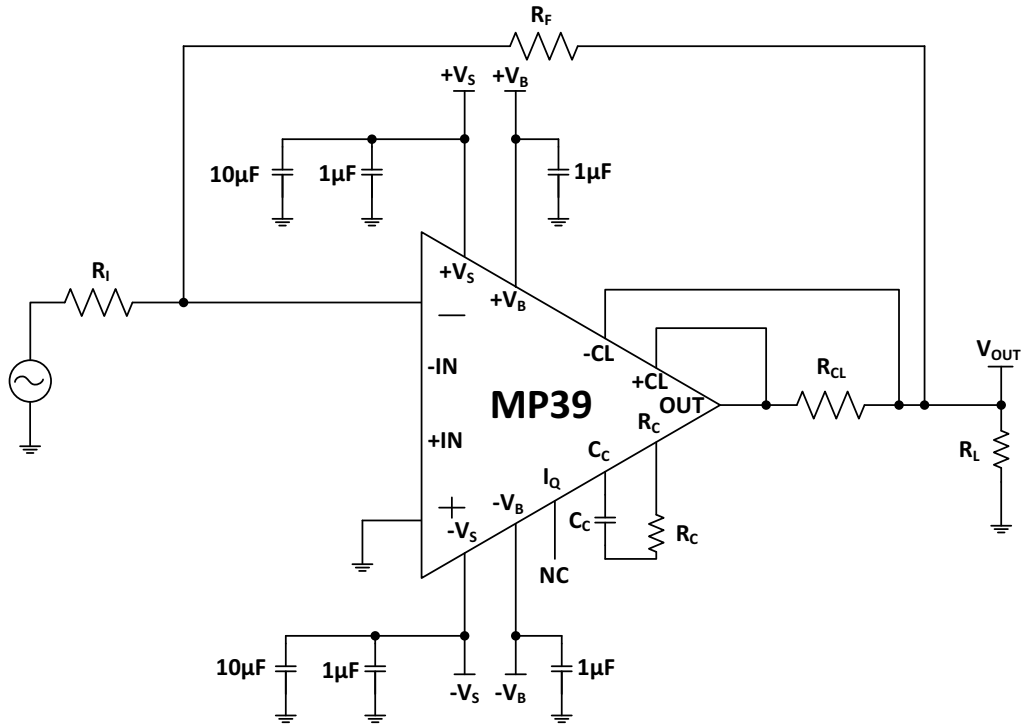 R_F
+V_S +V_B
10µF 1µF 1µF
R_I
+V_S
+V_B
-CL
-IN
+CL
R_CL
V_OUT
MP39
OUT
R_C
+IN
C_C
R_L
I_Q
-V_B
-V_S
C_C R_C
NC
10µF 1µF 1µF
-V_S -V_B